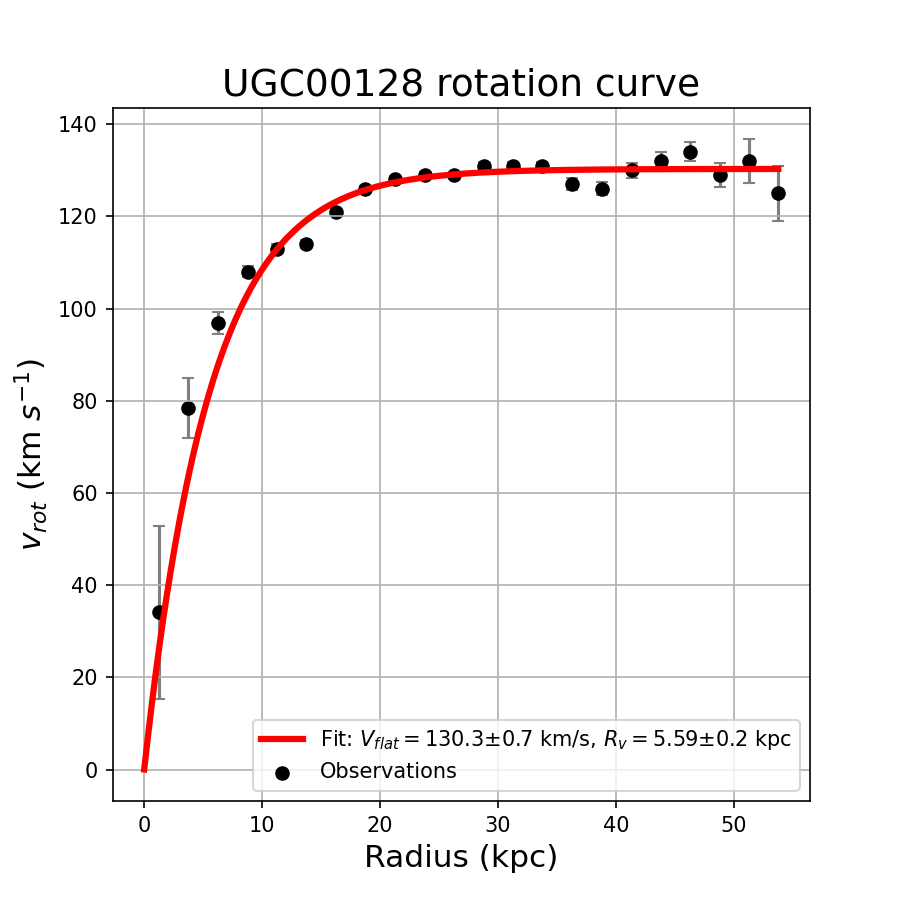 UGC00128 rotation curve
140
120
100
80
60
40
20
0
v_rot (km s⁻¹)
Fit: V_flat = 130.3±0.7 km/s, R_v = 5.59±0.2 kpc
Observations
0 10 20 30 40 50
Radius (kpc)